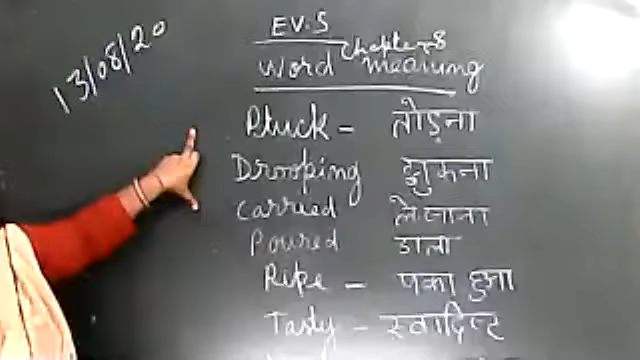 13/08/20
EV.S
Chapter-8
Word meaning
Pluck - तोड़ना
Drooping झुकना
Carried ले जाना
Poured डाला
Ripe - पका हुआ
Tasty - स्वादिष्ट